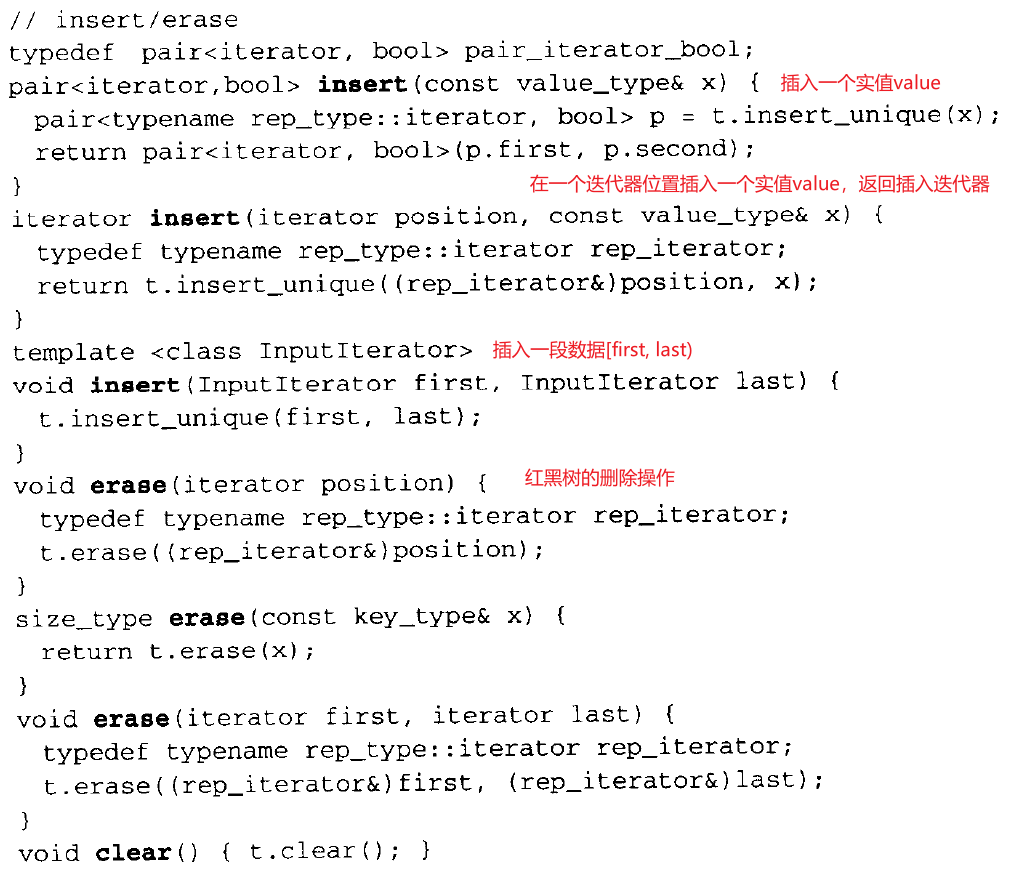 // insert/erase
typedef pair<iterator, bool> pair_iterator_bool;
pair<iterator,bool> insert(const value_type& x) { 插入一个实值value
pair<typename rep_type::iterator, bool> p = t.insert_unique(x);
return pair<iterator, bool>(p.first, p.second);
}
在一个迭代器位置插入一个实值value，返回插入迭代器
iterator insert(iterator position, const value_type& x) {
typedef typename rep_type::iterator rep_iterator;
return t.insert_unique((rep_iterator&)position, x);
}
template <class InputIterator> 插入一段数据[first, last)
void insert(InputIterator first, InputIterator last) {
t.insert_unique(first, last);
}
void erase(iterator position) { 红黑树的删除操作
typedef typename rep_type::iterator rep_iterator;
t.erase((rep_iterator&)position);
}
size_type erase(const key_type& x) {
return t.erase(x);
}
void erase(iterator first, iterator last) {
typedef typename rep_type::iterator rep_iterator;
t.erase((rep_iterator&)first, (rep_iterator&)last);
}
void clear() { t.clear(); }